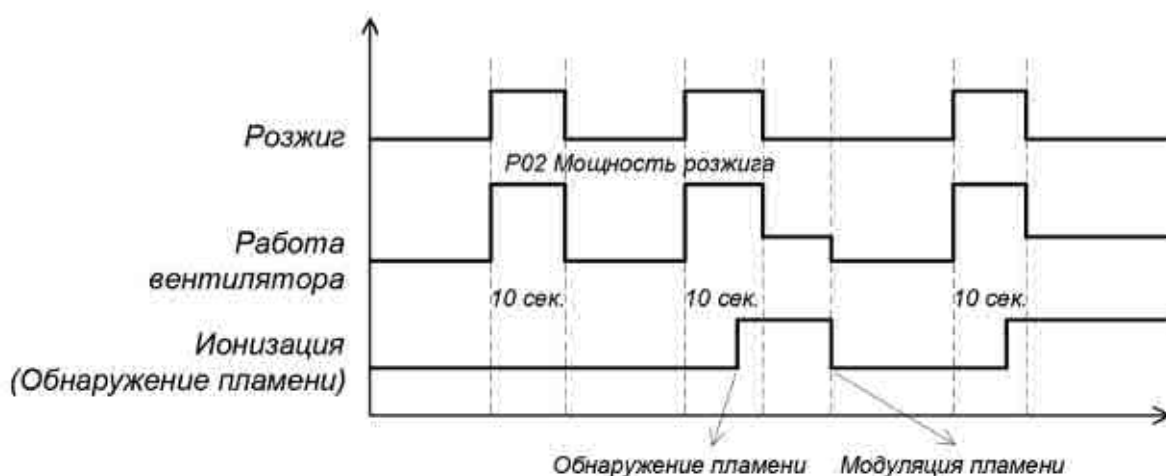 Розжиг
P02 Мощность розжига
Работа
вентилятора
10 сек.
10 сек.
10 сек.
Ионизация
(Обнаружение пламени)
Обнаружение пламени
Модуляция пламени